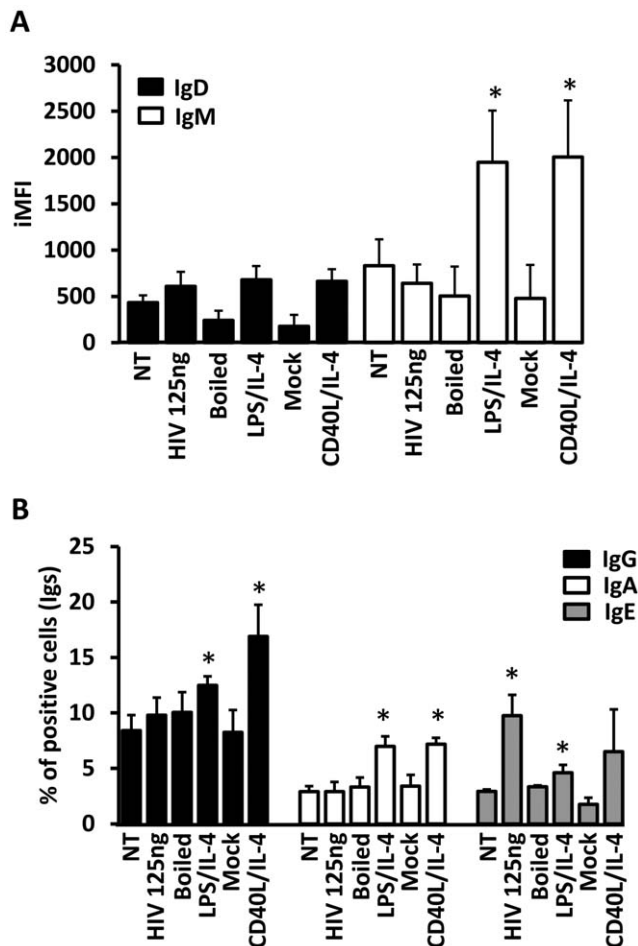 A
3000
2500
2000
1500
1000
500
0
iMFI
IgD
IgM
*
*
NT
HIV 125ng
Boiled
LPS/IL-4
Mock
CD40L/IL-4
NT
HIV 125ng
Boiled
LPS/IL-4
Mock
CD40L/IL-4
B
25
20
15
10
5
0
% of positive cells (Igs)
IgG
IgA
IgE
*
*
*
*
*
*
NT
HIV 125ng
Boiled
LPS/IL-4
Mock
CD40L/IL-4
NT
HIV 125ng
Boiled
LPS/IL-4
Mock
CD40L/IL-4
NT
HIV 125ng
Boiled
LPS/IL-4
Mock
CD40L/IL-4